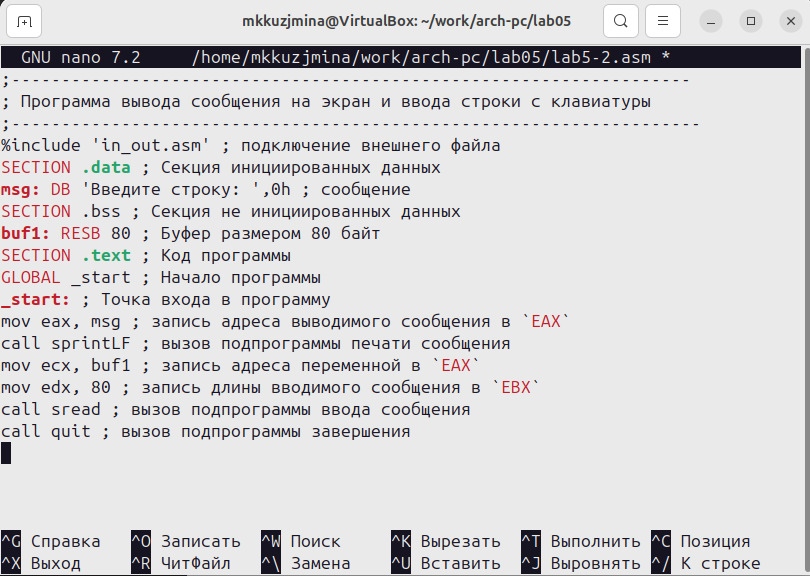 mkkuzjmina@VirtualBox: ~/work/arch-pc/lab05
GNU nano 7.2 /home/mkkuzjmina/work/arch-pc/lab05/lab5-2.asm *
;--------------------------------------------------------------------
; Программа вывода сообщения на экран и ввода строки с клавиатуры
;---------------------------------------------------------------------
%include 'in_out.asm' ; подключение внешнего файла
SECTION .data ; Секция инициированных данных
msg: DB 'Введите строку: ',0h ; сообщение
SECTION .bss ; Секция не инициированных данных
buf1: RESB 80 ; Буфер размером 80 байт
SECTION .text ; Код программы
GLOBAL _start ; Начало программы
_start: ; Точка входа в программу
mov eax, msg ; запись адреса выводимого сообщения в `EAX`
call sprintLF ; вызов подпрограммы печати сообщения
mov ecx, buf1 ; запись адреса переменной в `EAX`
mov edx, 80 ; запись длины вводимого сообщения в `EBX`
call sread ; вызов подпрограммы ввода сообщения
call quit ; вызов подпрограммы завершения
^G Справка ^O Записать ^W Поиск ^K Вырезать ^T Выполнить ^C Позиция
^X Выход ^R ЧитФайл ^\ Замена ^U Вставить ^J Выровнять ^/ К строке